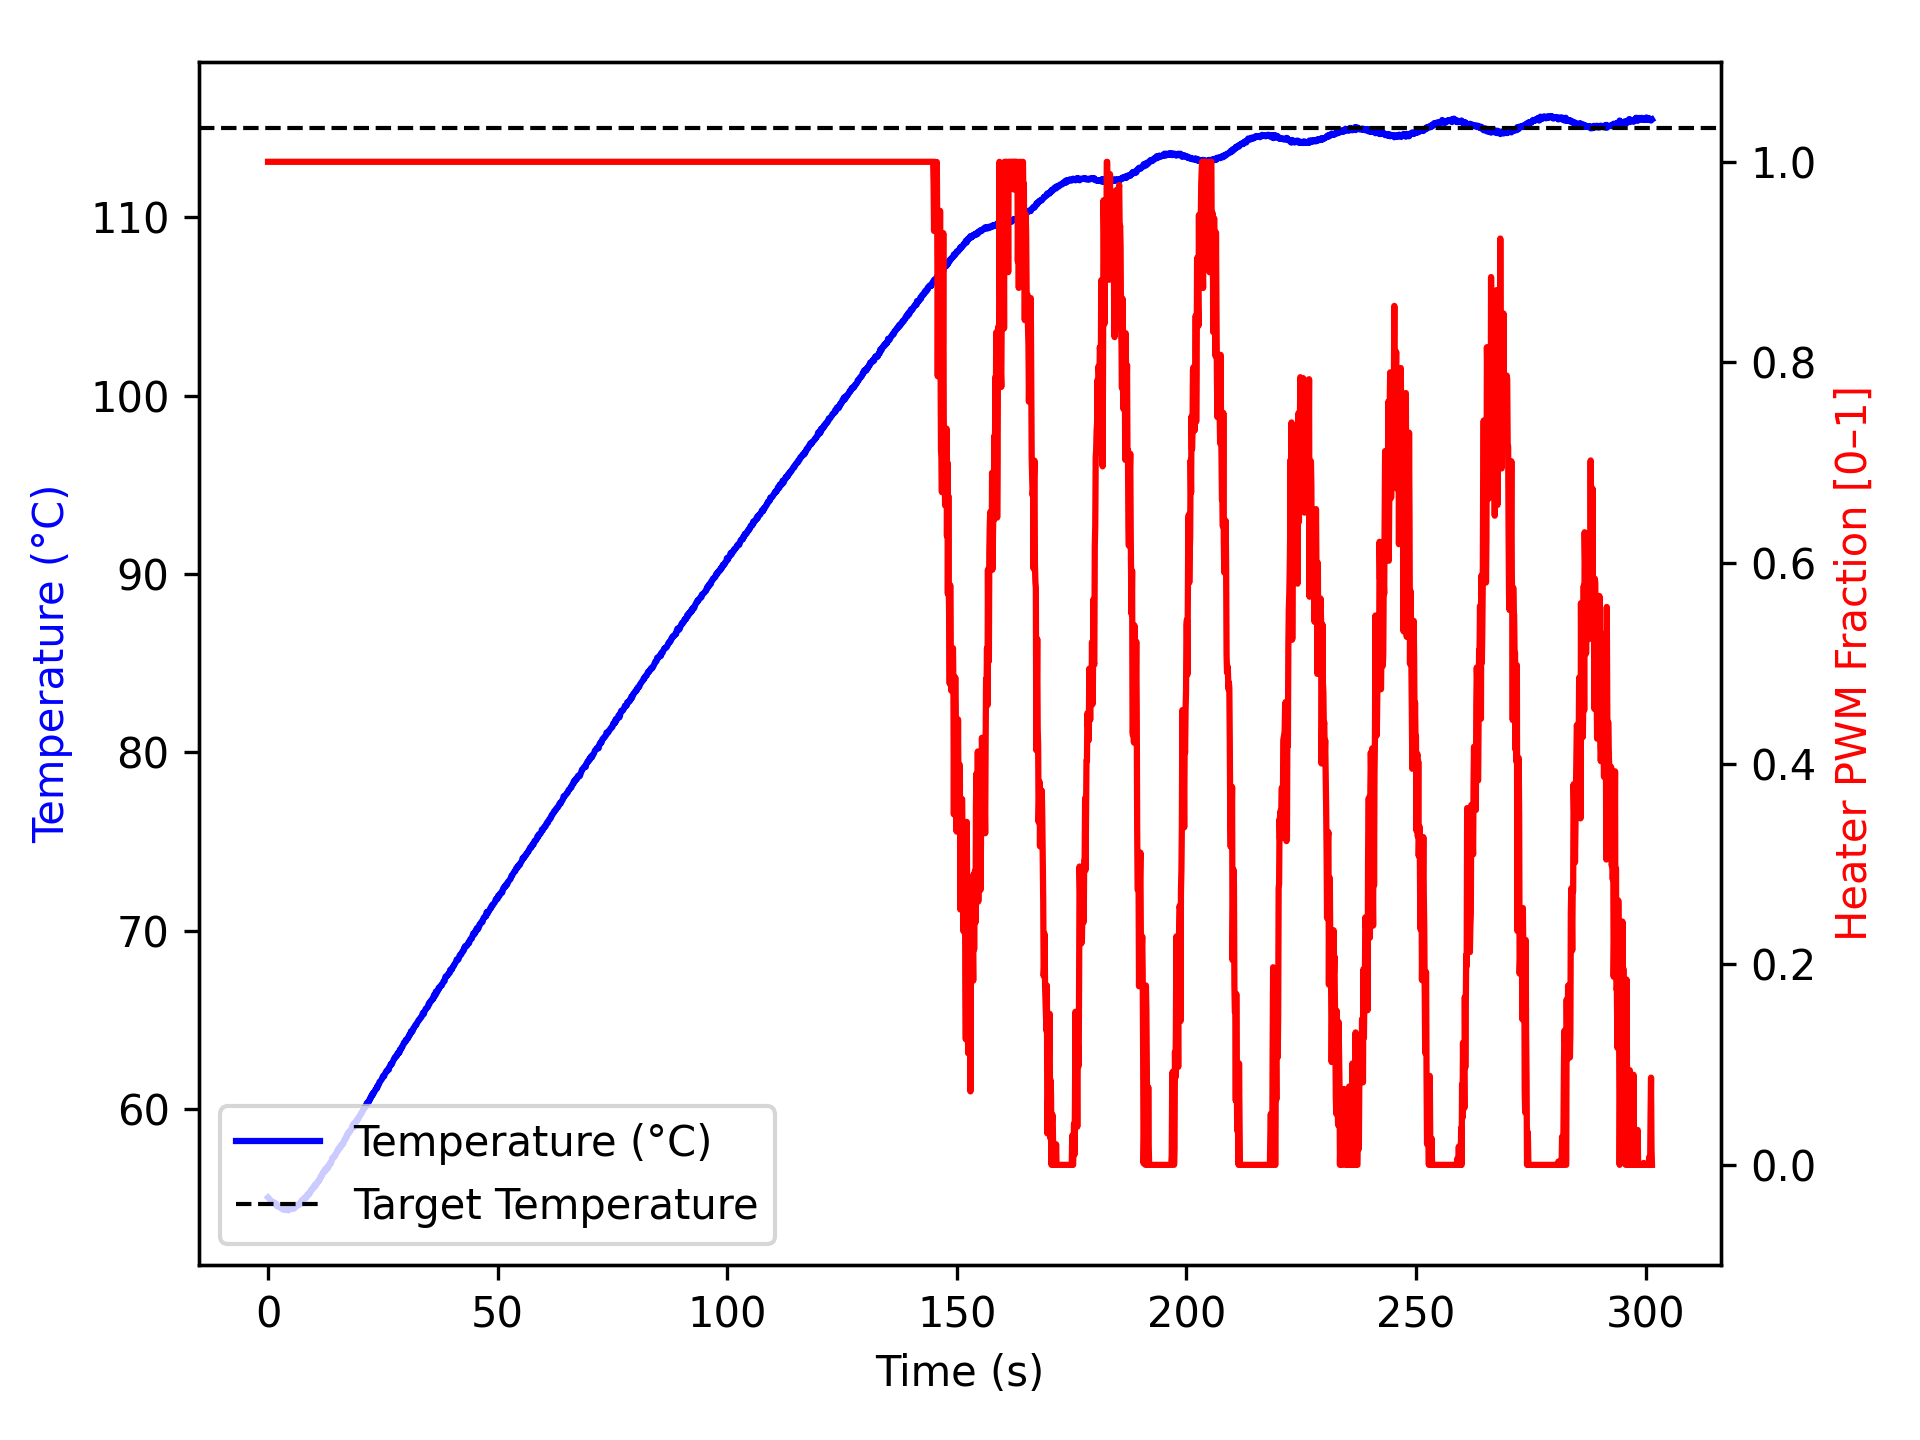 Temperature (°C)
110
100
90
80
70
60
1.0
0.8
0.6
0.4
0.2
0.0
Heater PWM Fraction [0–1]
Temperature (°C)
Target Temperature
0 50 100 150 200 250 300
Time (s)